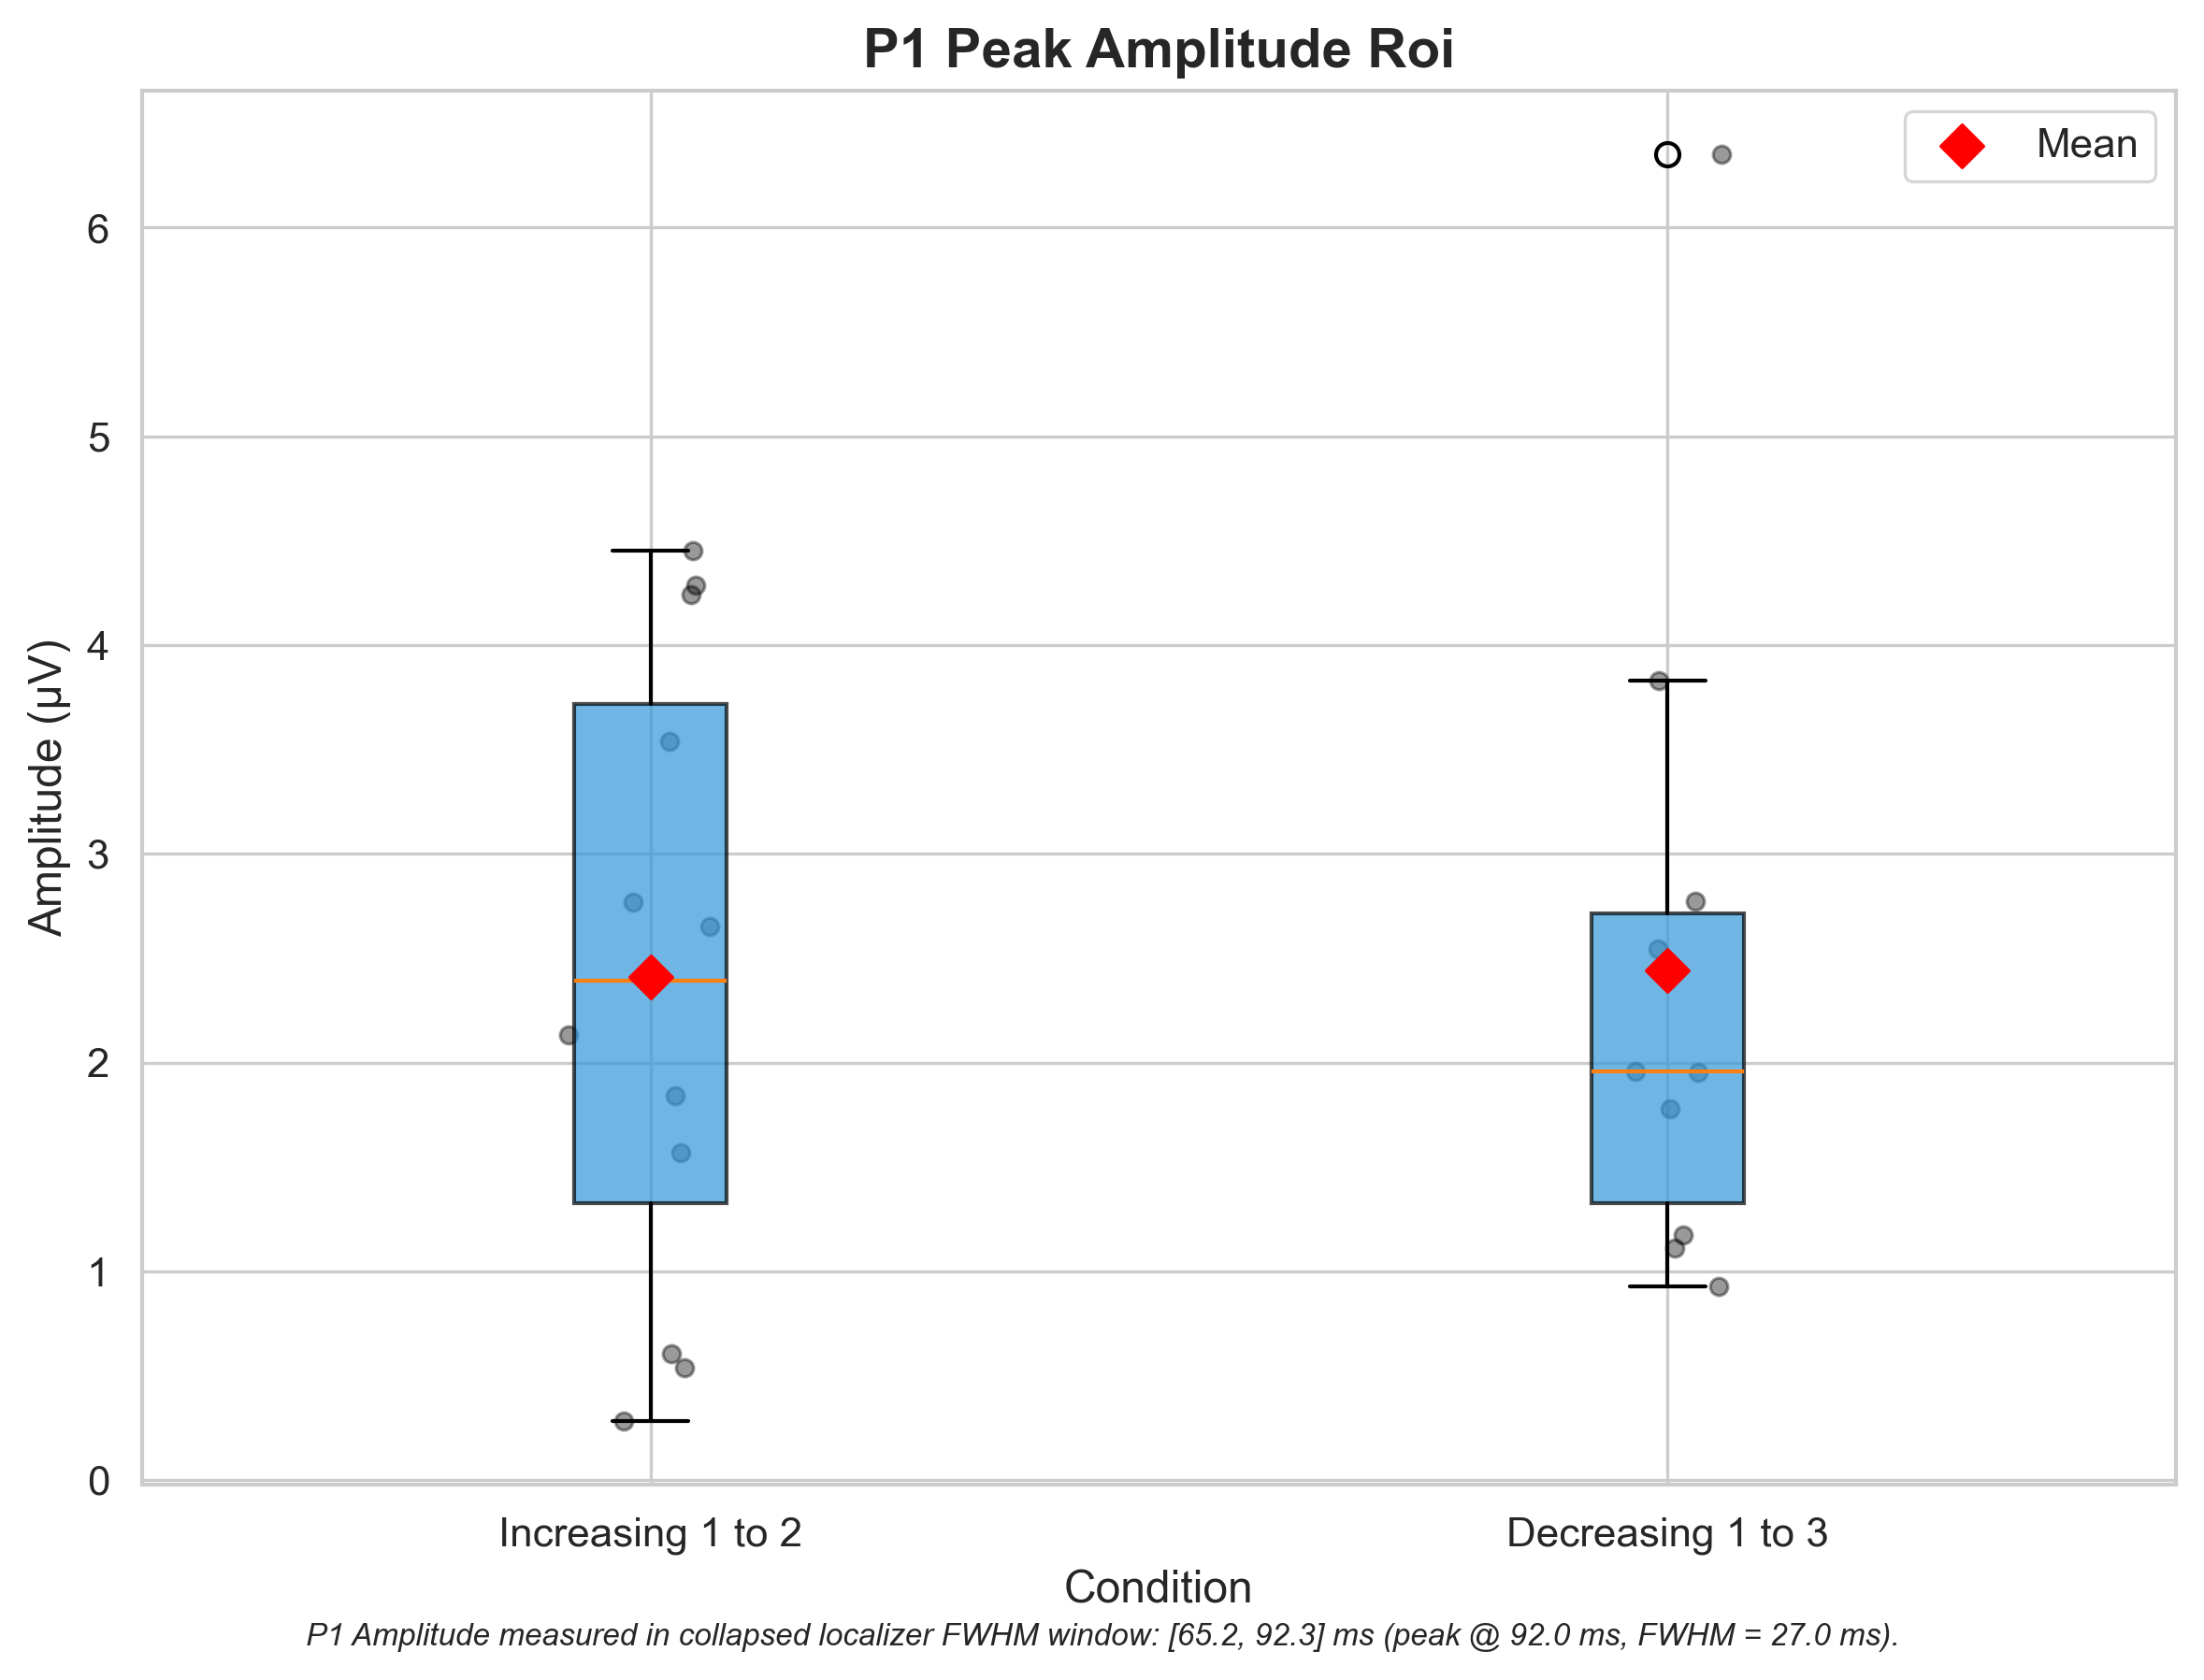 P1 Peak Amplitude Roi
Mean
Amplitude (µV)
6
5
4
3
2
1
0
Increasing 1 to 2
Decreasing 1 to 3
Condition
P1 Amplitude measured in collapsed localizer FWHM window: [65.2, 92.3] ms (peak @ 92.0 ms, FWHM = 27.0 ms).